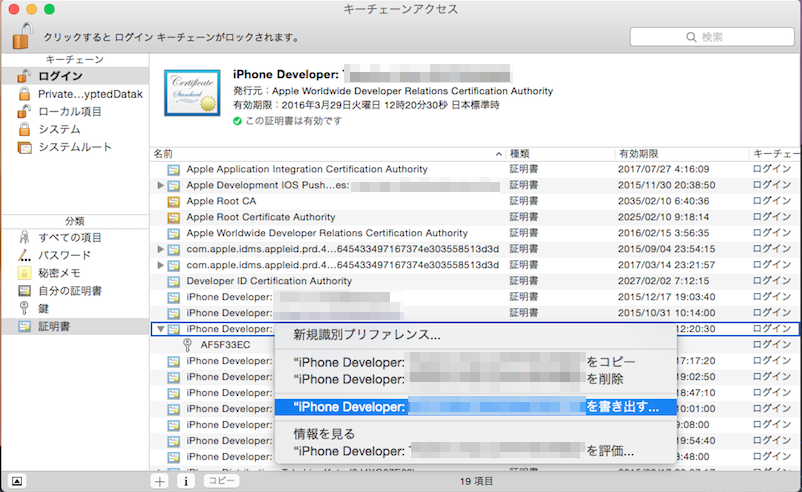 キーチェーンアクセス
クリックすると ログイン キーチェーンがロックされます。
検索
キーチェーン
ログイン
Private...yptedDatak
ローカル項目
システム
システムルート
iPhone Developer:
発行元：Apple Worldwide Developer Relations Certification Authority
有効期限：2016年3月29日火曜日 12時20分30秒 日本標準時
この証明書は有効です
名前 種類 有効期限 キーチェー
Apple Application Integration Certification Authority 証明書 2017/07/27 4:16:09 ログイン
Apple Development IOS Push...es: 証明書 2015/11/30 20:38:50 ログイン
Apple Root CA 証明書 2035/02/10 6:40:36 ログイン
Apple Root Certificate Authority 証明書 2025/02/10 9:18:14 ログイン
Apple Worldwide Developer Relations Certification Authority 証明書 2016/02/15 3:56:35 ログイン
com.apple.idms.appleid.prd.4...645433497167374e303558513d3d 証明書 2015/09/04 23:54:15 ログイン
com.apple.idms.appleid.prd.4...645433497167374e303558513d3d 証明書 2017/03/14 23:21:57 ログイン
Developer ID Certification Authority 証明書 2027/02/02 7:12:15 ログイン
iPhone Developer: 証明書 2015/12/17 19:03:40 ログイン
iPhone Developer: 証明書 2015/10/31 10:14:00 ログイン
iPhone Developer: 12:20:30 ログイン
AF5F33EC ログイン
iPhone Developer: 17:17:20 ログイン
iPhone Developer: 19:02:50 ログイン
iPhone Developer: 18:47:10 ログイン
iPhone Developer: 10:01:00 ログイン
iPhone Developer: 9:08:00 ログイン
iPhone Developer: 19:54:40 ログイン
iPhone Developer: 18:48:00 ログイン
分類
すべての項目
パスワード
秘密メモ
自分の証明書
鍵
証明書
新規識別プリファレンス...
"iPhone Developer: をコピー
"iPhone Developer: を削除
"iPhone Developer: を書き出す...
情報を見る
"iPhone Developer: を評価...
コピー
19 項目